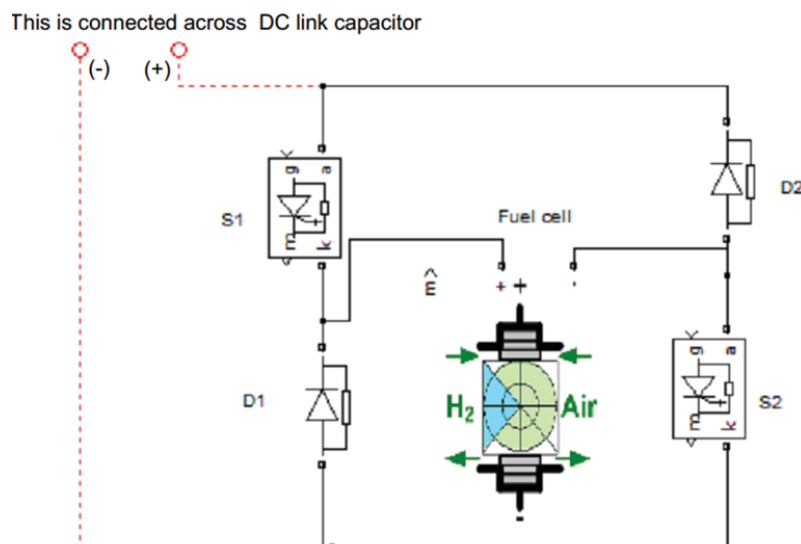 This is connected across DC link capacitor
(-) (+)
g a
S1
m k
D2
Fuel cell
m
+ + -
g a
D1
H2 Air
S2
m k
-